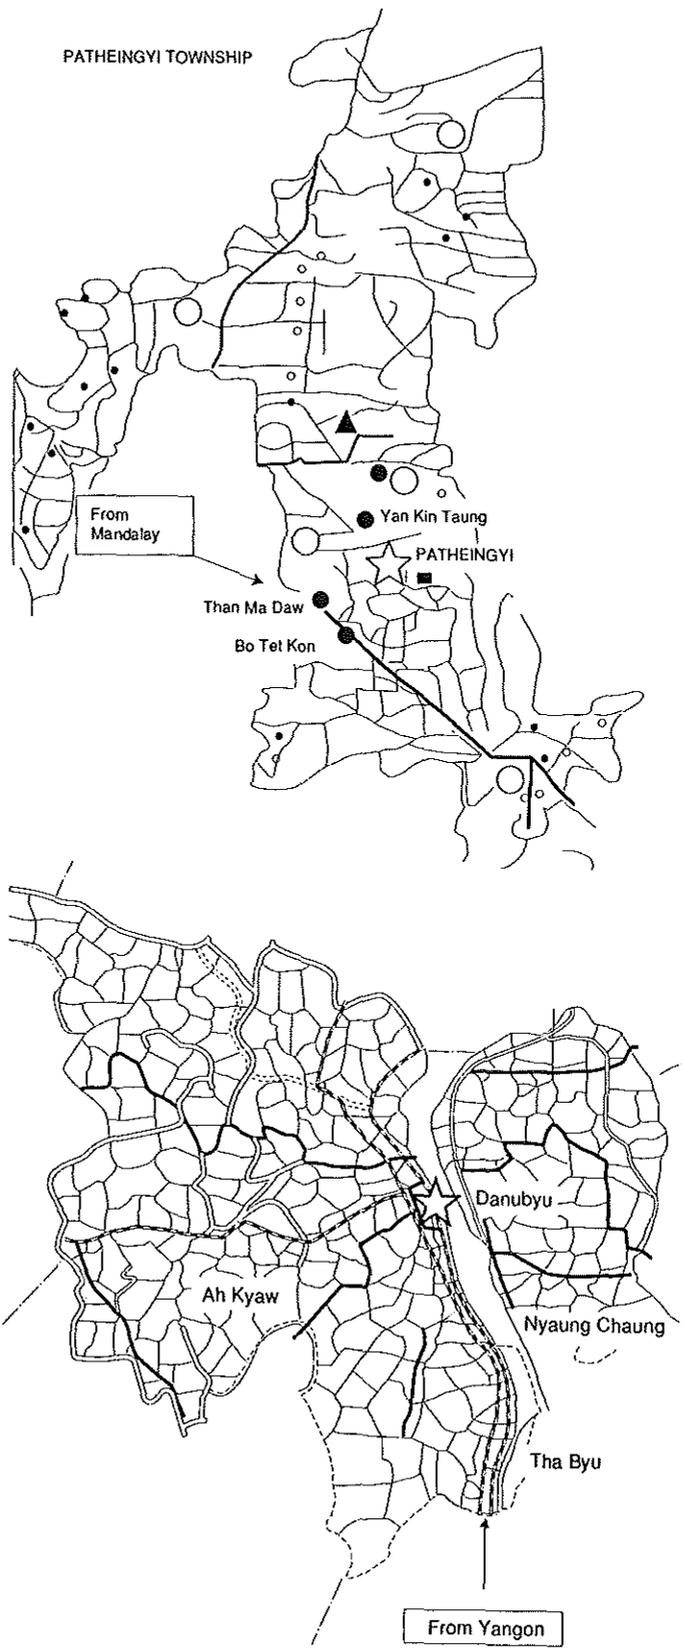 PATHEINGYI TOWNSHIP
From
Mandalay
Yan Kin Taung
PATHEINGYI
Than Ma Daw
Bo Tet Kon
Danubyu
Ah Kyaw
Nyaung Chaung
Tha Byu
From Yangon